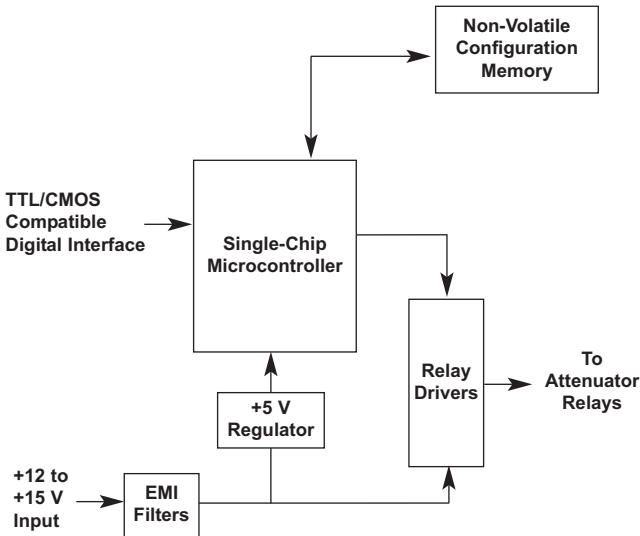 Non-Volatile
Configuration
Memory
TTL/CMOS
Compatible
Digital Interface
Single-Chip
Microcontroller
Relay
Drivers
To
Attenuator
Relays
+5 V
Regulator
+12 to
+15 V
Input
EMI
Filters